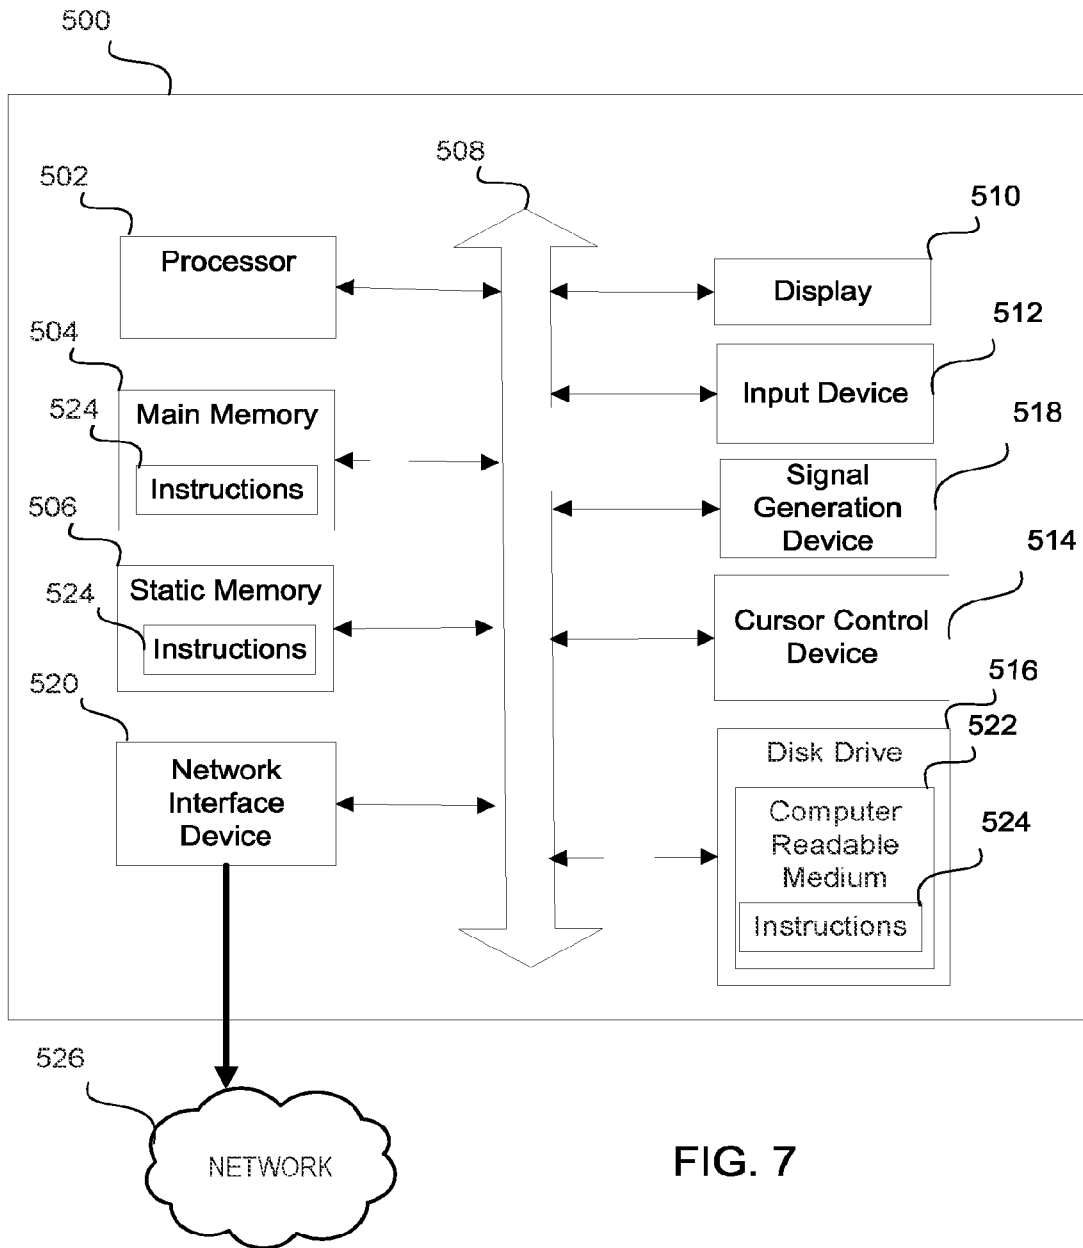 500
508
502
510
Processor
Display
512
504
524
Main Memory
Input Device
518
Instructions
Signal
Generation
Device
506
514
524
Static Memory
Instructions
Cursor Control
Device
516
520
522
Disk Drive
Network
Interface
Device
Computer
Readable
Medium
524
Instructions
526
NETWORK
FIG. 7